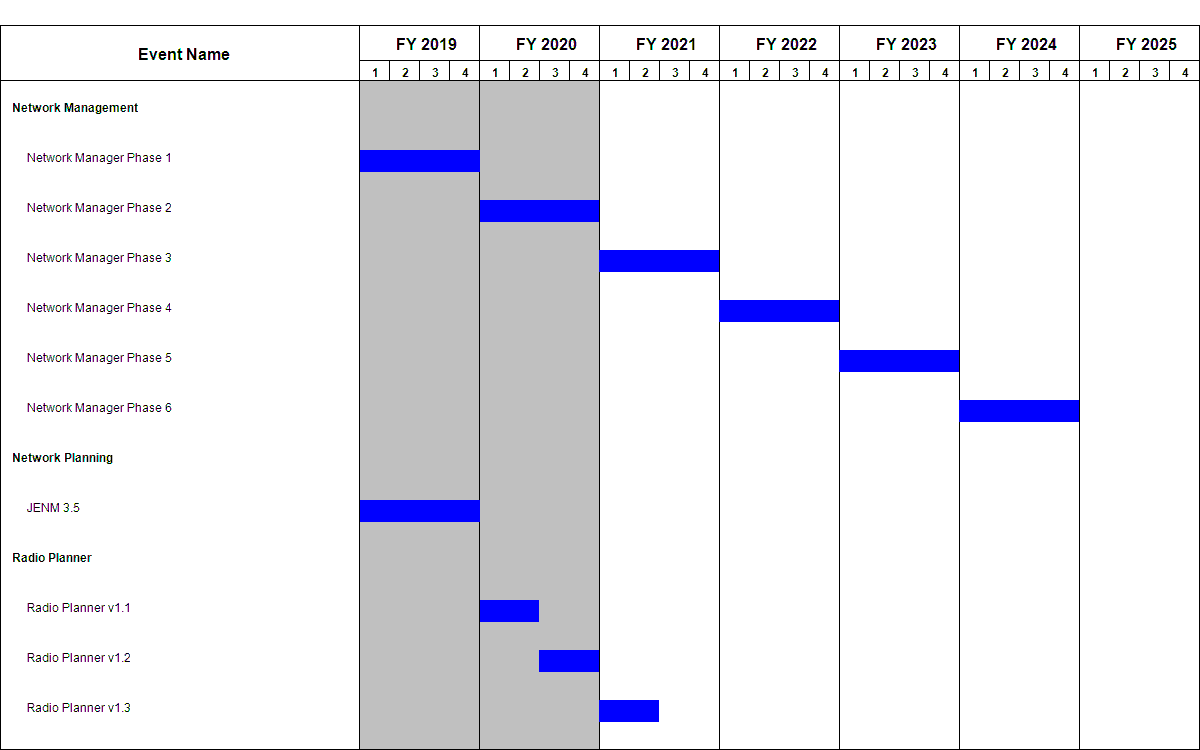 Event Name
FY 2019 FY 2020 FY 2021 FY 2022 FY 2023 FY 2024 FY 2025
1 2 3 4 1 2 3 4 1 2 3 4 1 2 3 4 1 2 3 4 1 2 3 4 1 2 3 4
Network Management
Network Manager Phase 1
Network Manager Phase 2
Network Manager Phase 3
Network Manager Phase 4
Network Manager Phase 5
Network Manager Phase 6
Network Planning
JENM 3.5
Radio Planner
Radio Planner v1.1
Radio Planner v1.2
Radio Planner v1.3